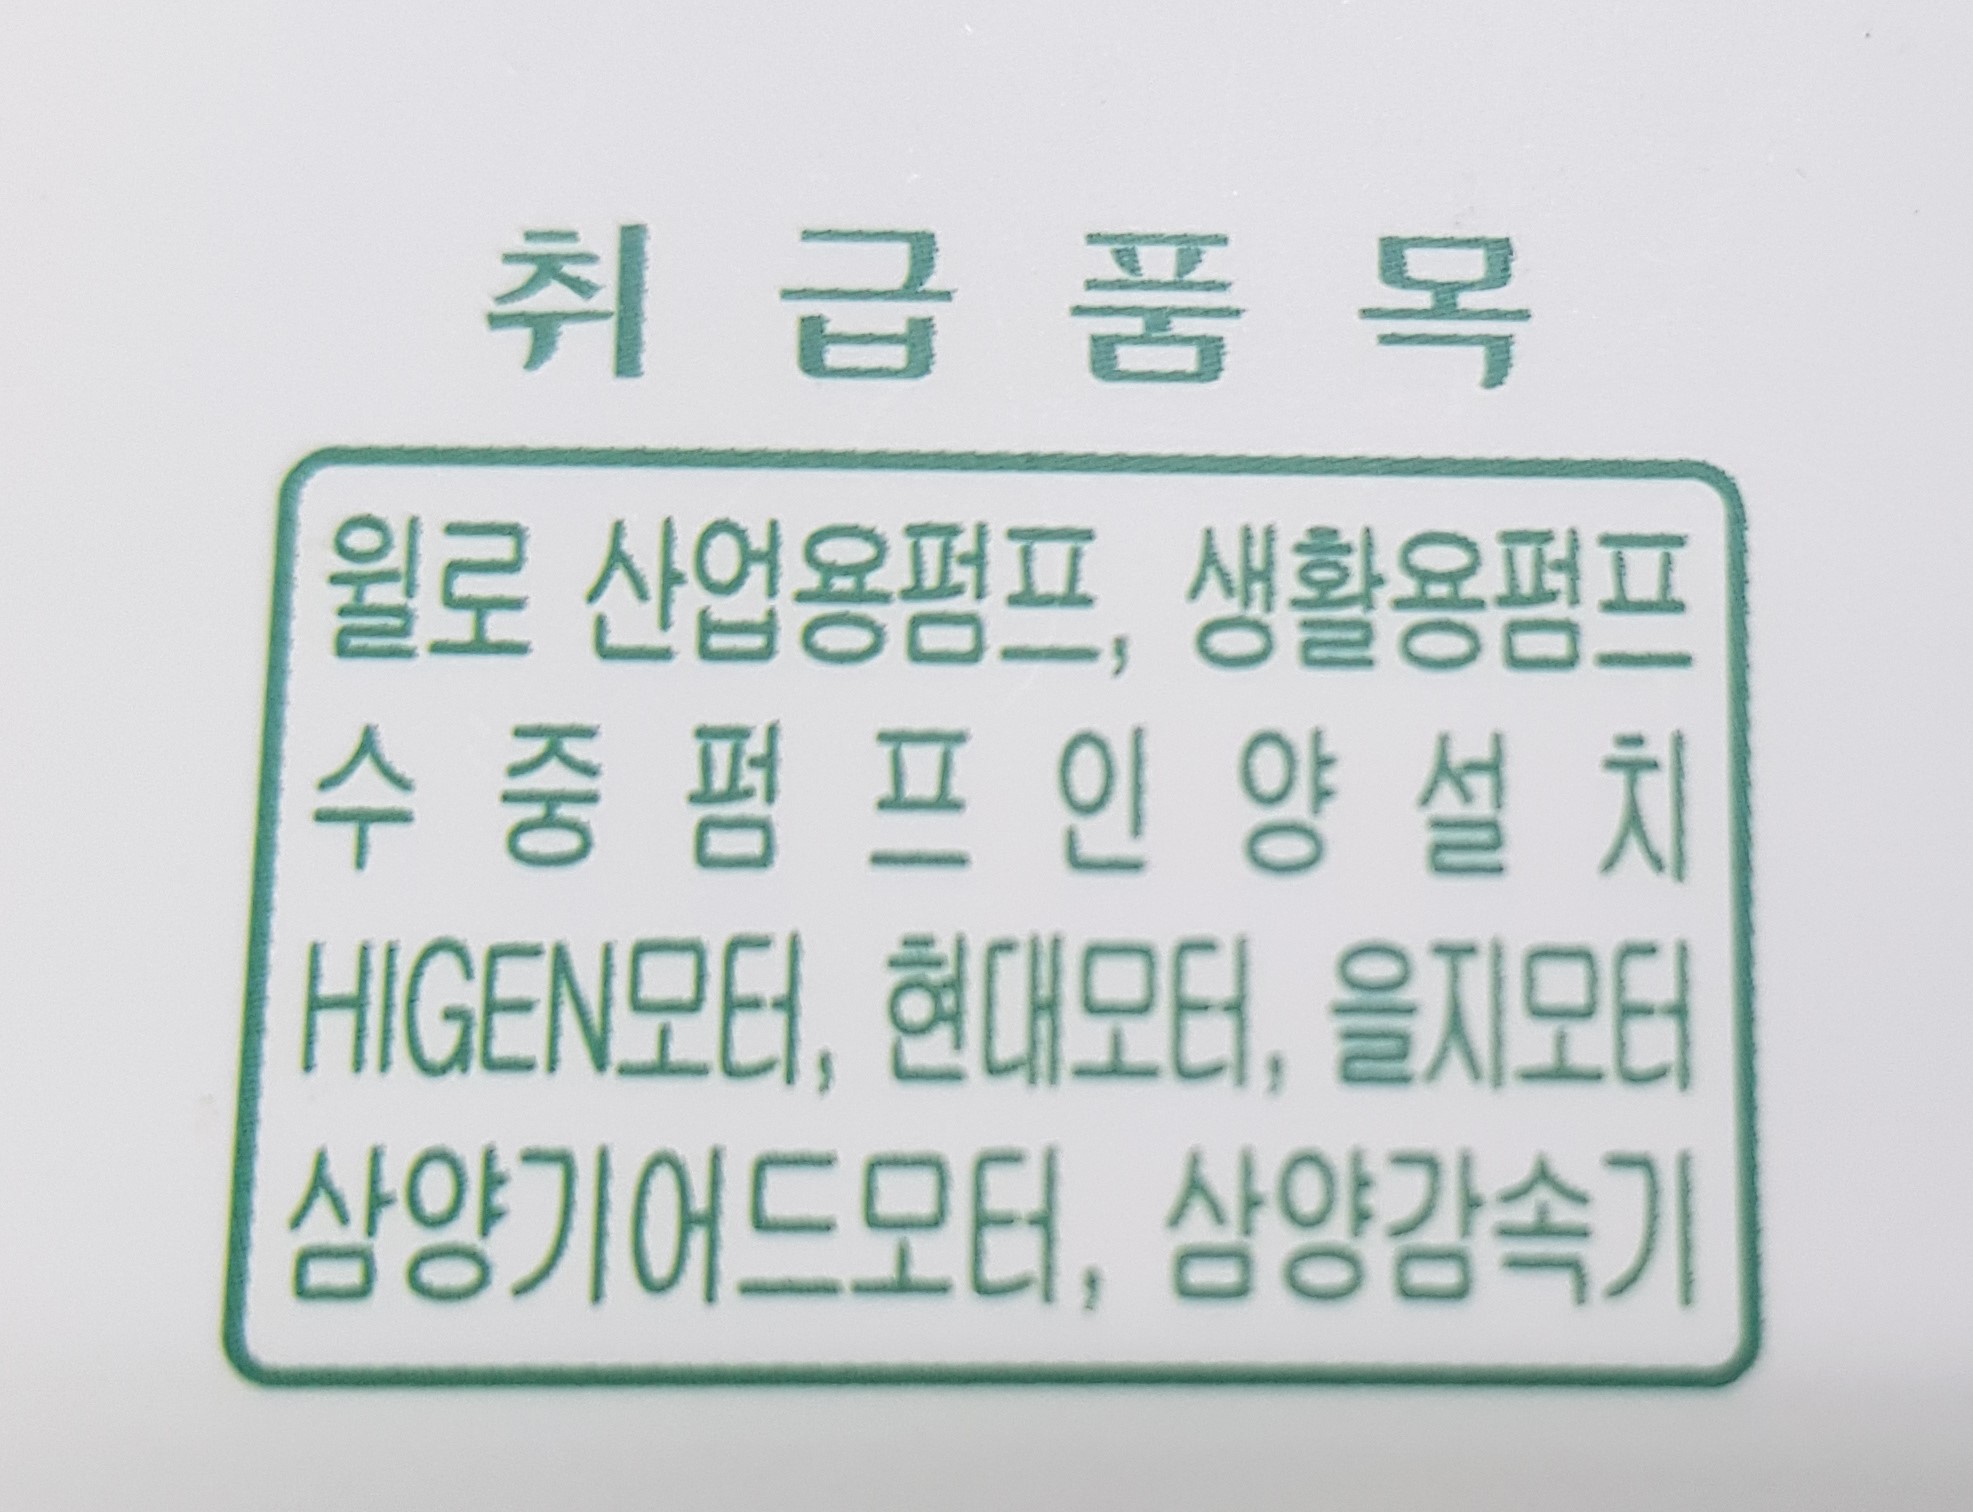 취급품목
윌로 산업용펌프, 생활용펌프
수중펌프인양설치
HIGEN모터, 현대모터, 을지모터
삼양기어드모터, 삼양감속기